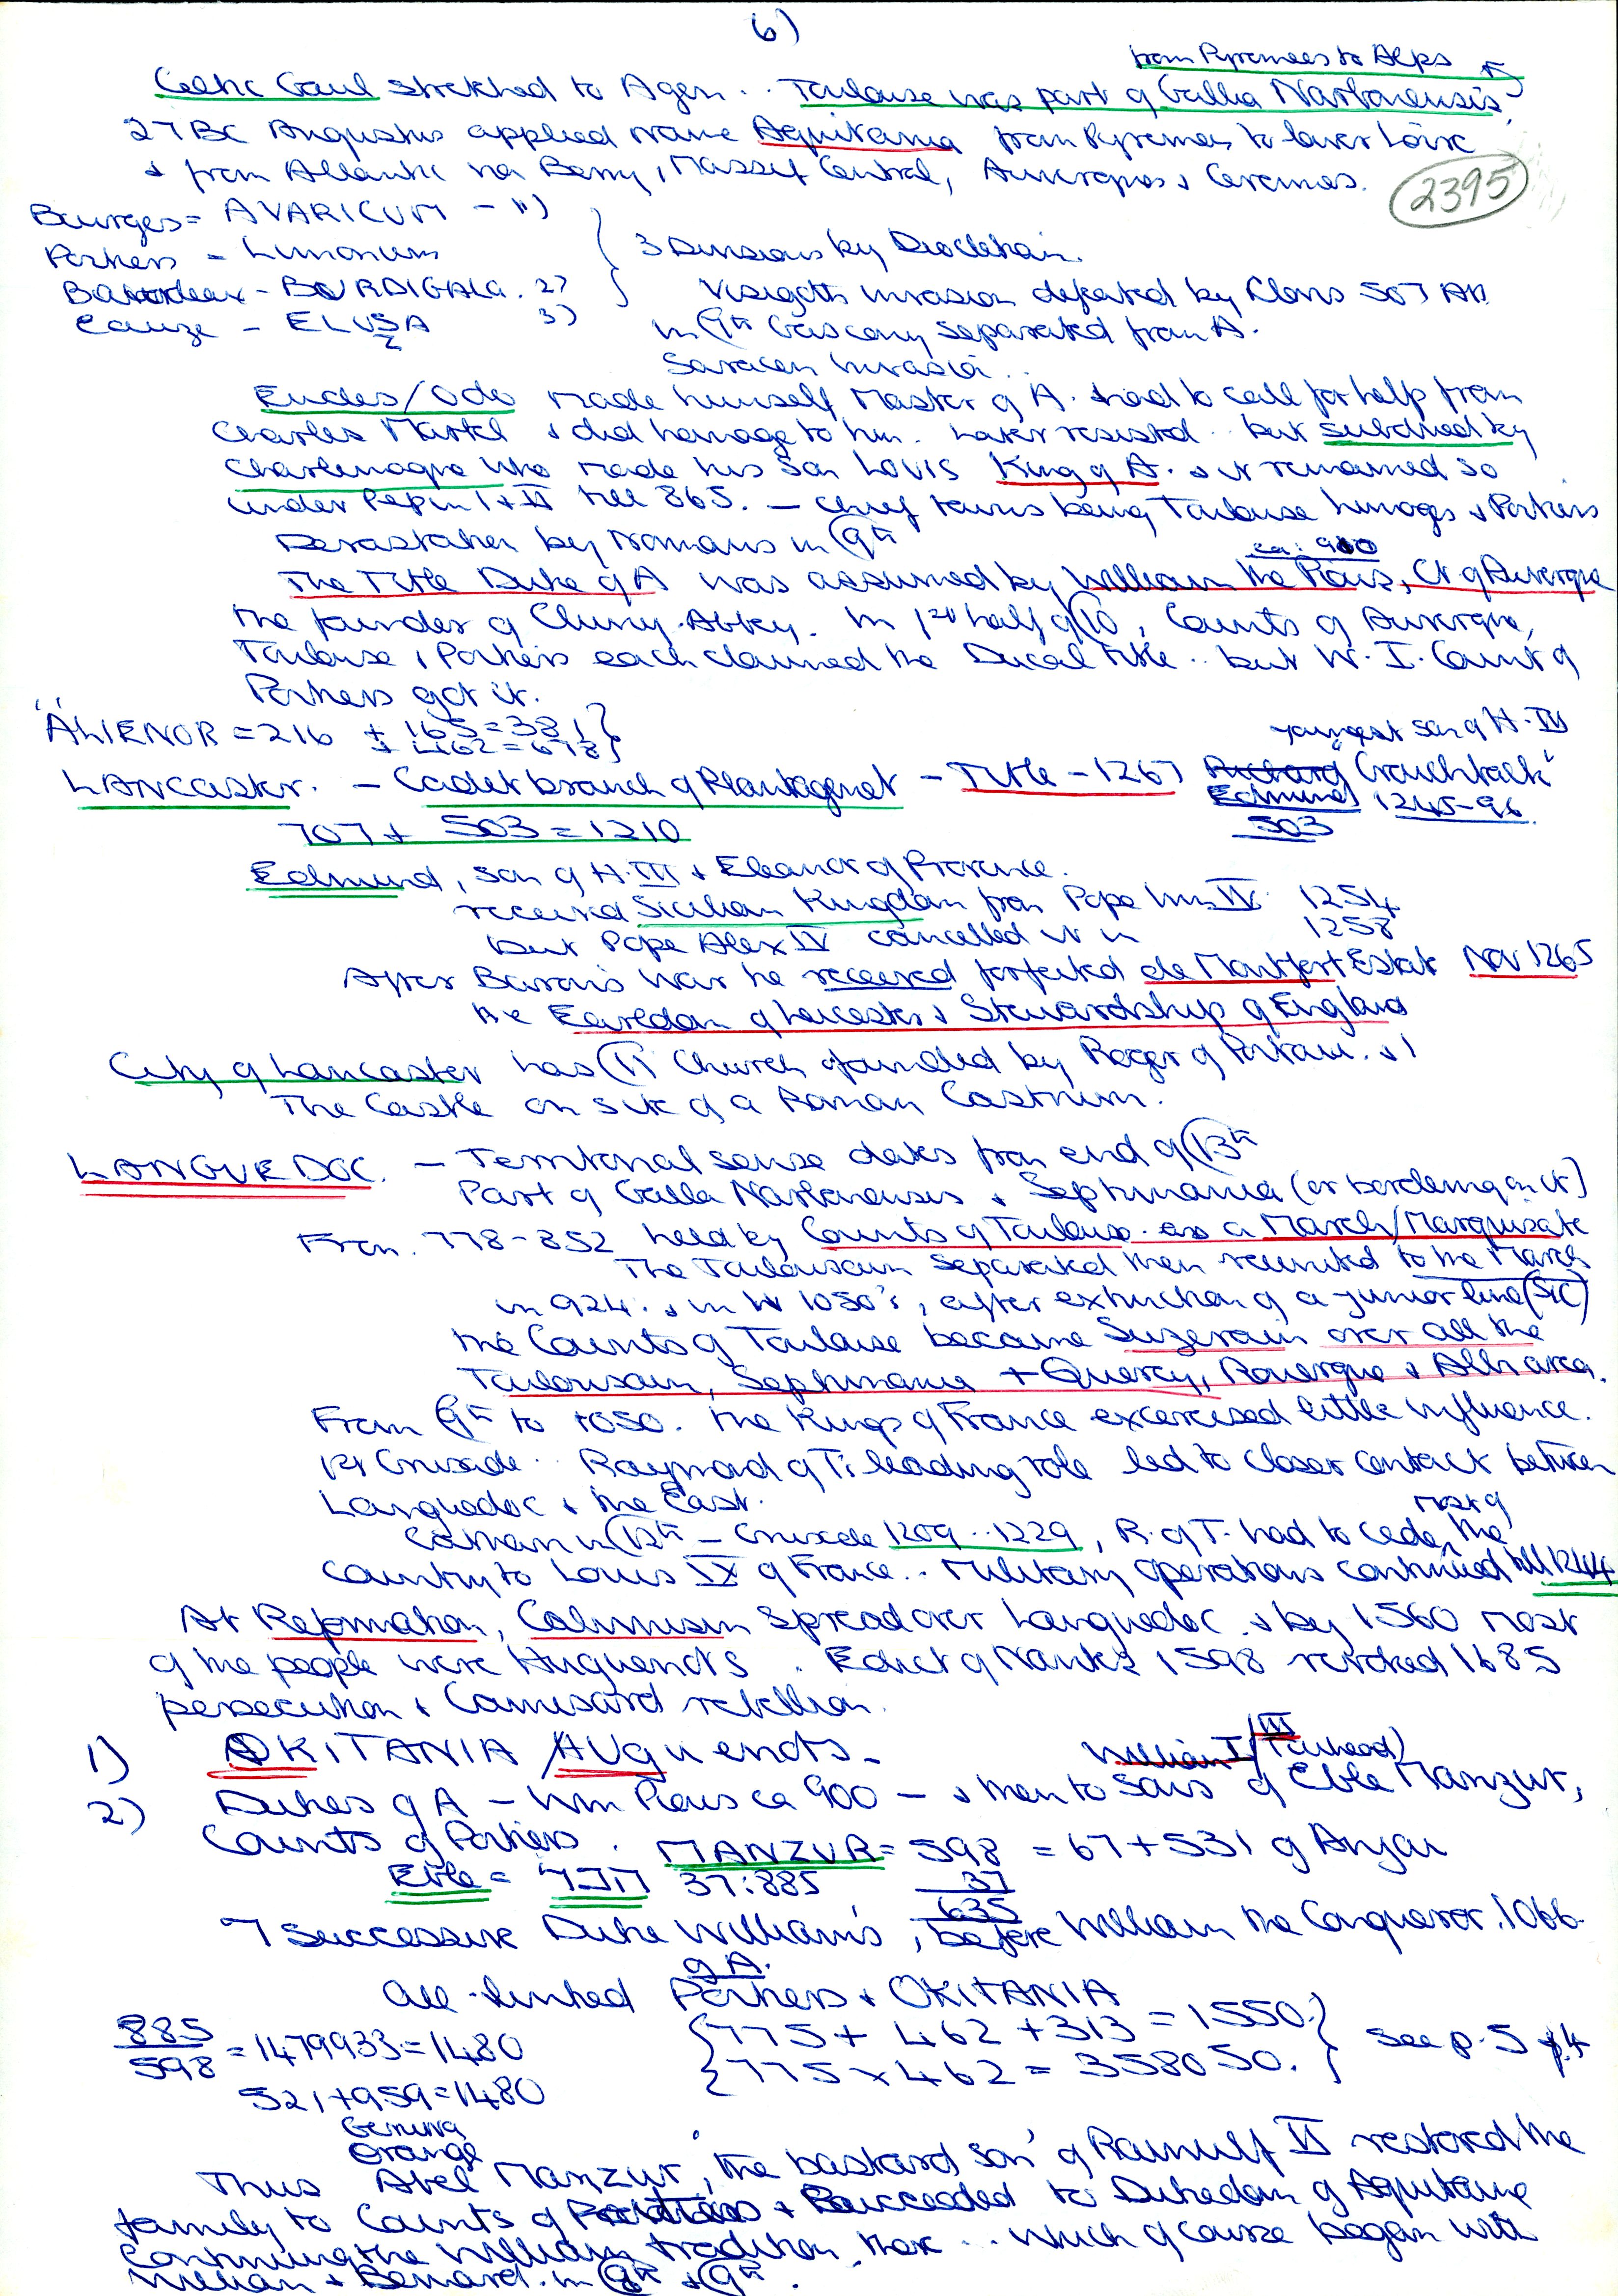 6)
from Pyrenees to Alps
Celtic Gaul stretched to Agen .. Toulouse was part of Gallia Narbonensis
27 BC Augustus applied name Aquitania from Pyrenees to lower Loire
& from Atlantic via Berry, Massif Central, Auvergne & Cevennes.
2395
Bourges = AVARICUM - 1)
Poitiers = Limonum
Bordeaux - BURDIGALA. 2)
Eauze - ELUSA 3)
3 Divisions by Diocletian.
Visigoth invasion defeated by Clovis 507 AD.
in 9th Gascony separated from A.
Saracen Invasion ..
Eudes/Odo made himself Master of A. & had to call for help from
Charles Martel & did homage to him. Later resisted .. but subdued by
Charlemagne who made his son Louis King of A. & it remained so
under Pepin I + II till 865. - Chief towns being Toulouse Limoges & Poitiers
Devastation by Normans in 9th
ca: 900
The Title Duke of A was assumed by William the Pious, Ct. of Auvergne
the founder of Cluny Abbey. In 1st half of 10, Counts of Auvergne,
Toulouse, Poitiers each claimed the Ducal title .. but W. I. Count of
Poitiers got it.
"ALIENOR = 216 + 165 = 381
+ 462 = 678
youngest son of H. III
LANCASTER. - Cadet branch of Plantagenet - Title - 1267 Richard 'Crouchback'
Edmund 1245-96
503
707 + 503 = 1210
Edmund, son of H. III & Eleanor of Provence.
received Sicilian Kingdom from Pope Inn IV 1254
but Pope Alex IV cancelled it in 1258
After Barons War he received forfeited de Montfort Estate Nov 1265
the Earldom of Leicester & Stewardship of England
City of Lancaster has 11 Church founded by Roger of Poitou. & 1
The Castle on site of a Roman Castrum.
LANGUEDOC. - Territorial sense dates from end of 13th
Part of Gallia Narbonensis & Septimania (or bordering on it)
From. 778-852 held by Counts of Toulouse as a March/Marquisate
The Toulousain separated then reunited to the March
in 924. & in 1050's, after extinction of a junior line (sic)
the Counts of Toulouse became Suzerain over all the
Toulousain, Septimania + Quercy, Rouergue & Albi area.
From 9th to 1050. the Kings of France excercised little influence.
1st Crusade .. Raymond of T's leading role led to closer contact between
Languedoc & the East.
most of
Cathars in 12th - Crusade 1209 .. 1229, R. of T. had to cede the
Country to Louis IX of France .. Military operations continued till 1244
At Reformation, Calvinism spread over Languedoc & by 1560 most
of the people were Huguenots. Edict of Nantes 1598 revoked 1685
persecution & Camisard rebellion.
1) OKITANIA / HUguenots -
William I / III (Towhead)
2) Dukes of A - Wm Pious ca 900 - & then to sons of Eble Manzur,
Counts of Poitiers. MANZUR = 598 = 67 + 531 of Anjou
Eble = 37:885 37
635
7 successive Duke Williams, before William the Conqueror. 1066
of A.
all linked Poitiers & OKITANIA
885
598 = 1479933 = 1480
{775 + 462 + 313 = 1550.}
{775 x 462 = 358050.} see p. 5 p.4
521 + 959 = 1480
Gemina
Orange
Thus Abel Manzur, 'the bastard son' of Ranulf II restored the
family to Counts of Poitiers & succeeded to Dukedom of Aquitaine
continuing the William tradition there .. which of course began with
William & Bernard. in 8th & 9th.